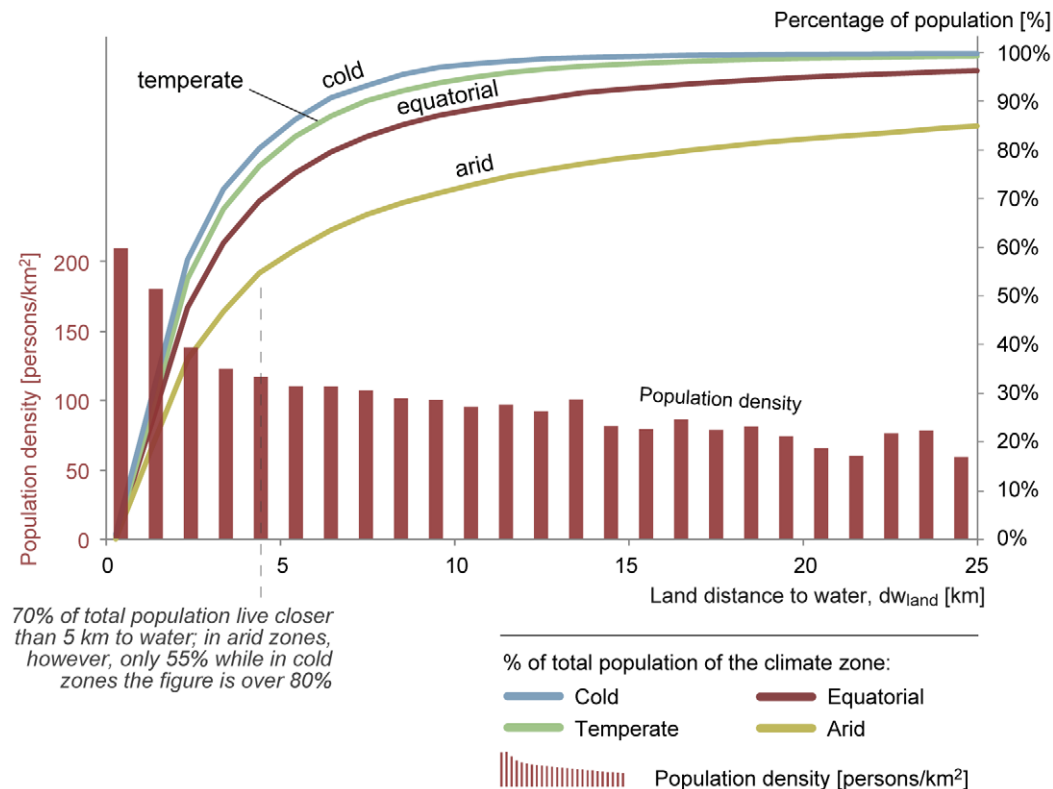 Percentage of population [%]
100%
90%
80%
70%
60%
50%
40%
30%
20%
10%
0%
cold
temperate
equatorial
arid
Population density [persons/km²]
200
150
100
50
0
Population density
0
5
10
15
20
25
Land distance to water, dwland [km]
70% of total population live closer
than 5 km to water; in arid zones,
however, only 55% while in cold
zones the figure is over 80%
% of total population of the climate zone:
Cold
Equatorial
Temperate
Arid
Population density [persons/km²]